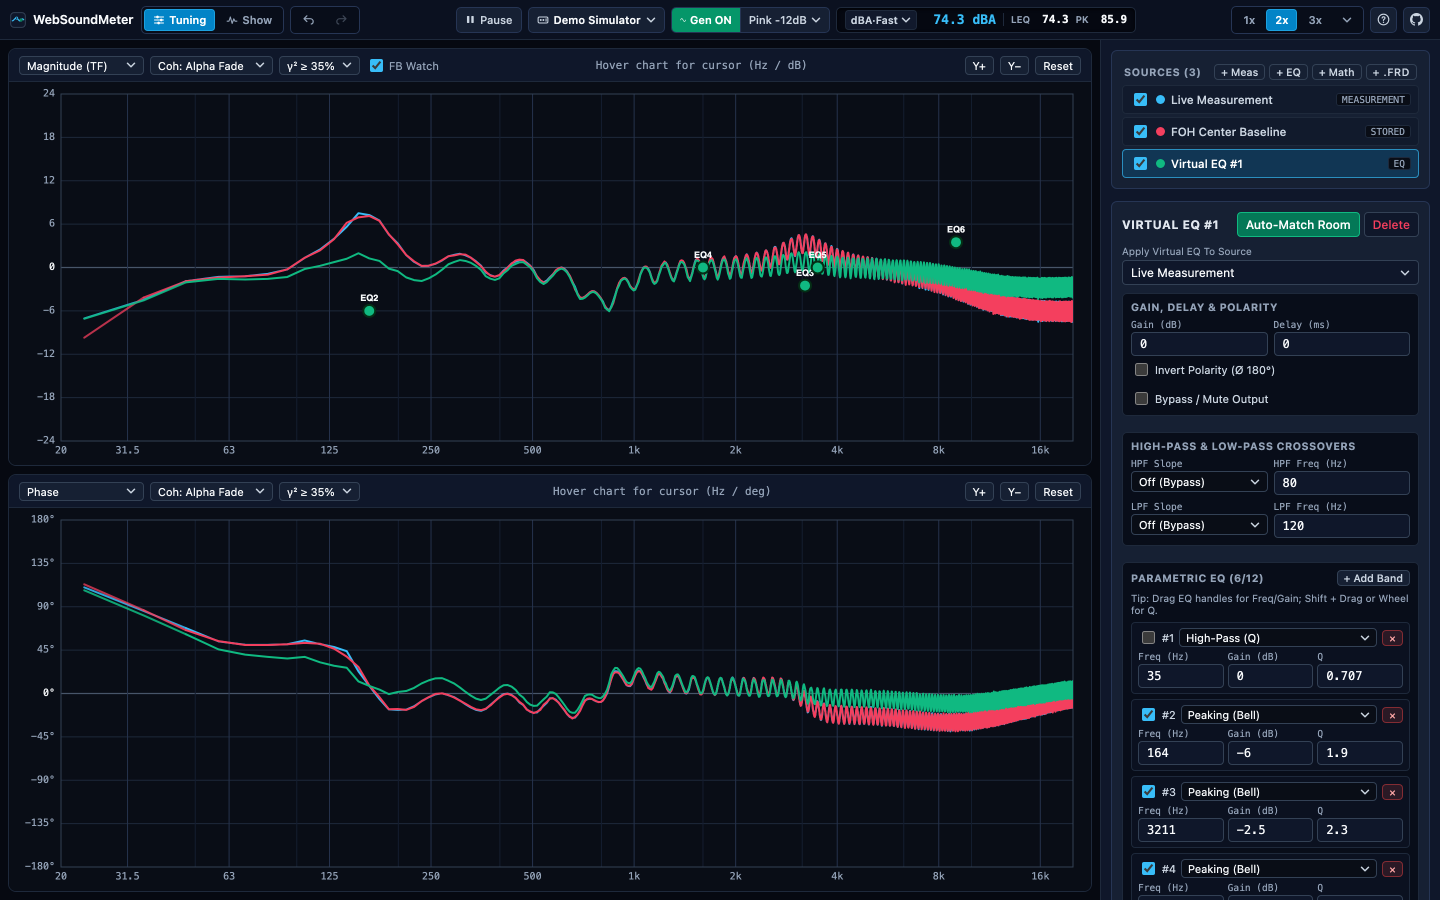 WebSoundMeter
Tuning
Show
Pause
Demo Simulator
~ Gen ON
Pink -12dB
dBA·Fast
74.3 dBA
LEQ 74.3 PK 85.9
1x
2x
3x
Magnitude (TF)
Coh: Alpha Fade
γ² ≥ 35%
FB Watch
Hover chart for cursor (Hz / dB)
Y+
Y−
Reset
24
18
12
6
0
−6
−12
−18
−24
EQ2
EQ4
EQ5
EQ3
EQ6
20 31.5 63 125 250 500 1k 2k 4k 8k 16k
Phase
Coh: Alpha Fade
γ² ≥ 35%
Hover chart for cursor (Hz / deg)
Y+
Y−
Reset
180°
135°
90°
45°
0°
−45°
−90°
−135°
−180°
20 31.5 63 125 250 500 1k 2k 4k 8k 16k
SOURCES (3)
+ Meas
+ EQ
+ Math
+ .FRD
Live Measurement MEASUREMENT
FOH Center Baseline STORED
Virtual EQ #1 EQ
VIRTUAL EQ #1
Auto-Match Room
Delete
Apply Virtual EQ To Source
Live Measurement
GAIN, DELAY & POLARITY
Gain (dB) Delay (ms)
0 0
Invert Polarity (Ø 180°)
Bypass / Mute Output
HIGH-PASS & LOW-PASS CROSSOVERS
HPF Slope HPF Freq (Hz)
Off (Bypass) 80
LPF Slope LPF Freq (Hz)
Off (Bypass) 120
PARAMETRIC EQ (6/12)
+ Add Band
Tip: Drag EQ handles for Freq/Gain; Shift + Drag or Wheel
for Q.
#1 High-Pass (Q) ×
Freq (Hz) Gain (dB) Q
35 0 0.707
#2 Peaking (Bell) ×
Freq (Hz) Gain (dB) Q
164 −6 1.9
#3 Peaking (Bell) ×
Freq (Hz) Gain (dB) Q
3211 −2.5 2.3
#4 Peaking (Bell) ×
Freq (Hz) Gain (dB) Q